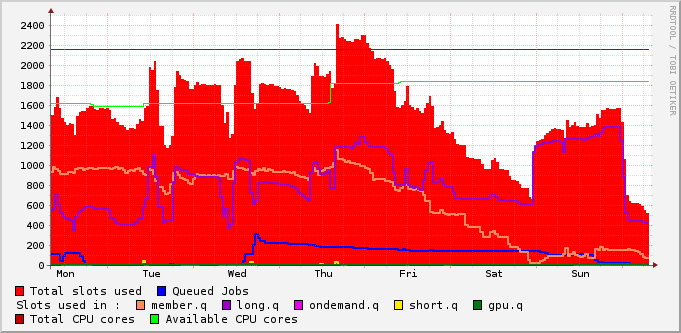 RRDTOOL / TOBI OETIKER
2400
2200
2000
1800
1600
1400
1200
1000
800
600
400
200
0
Mon Tue Wed Thu Fri Sat Sun
Total slots used Queued Jobs
Slots used in : member.q long.q ondemand.q short.q gpu.q
Total CPU cores Available CPU cores